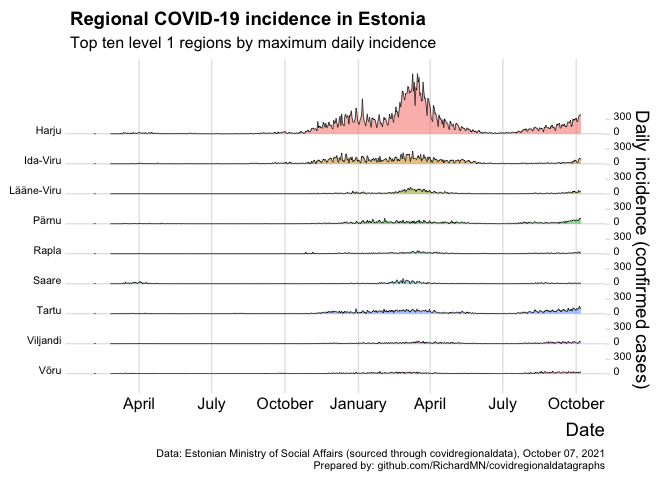 Regional COVID-19 incidence in Estonia
Top ten level 1 regions by maximum daily incidence
Harju
Ida-Viru
Lääne-Viru
Pärnu
Rapla
Saare
Tartu
Viljandi
Võru
300
0
300
0
300
0
300
0
300
0
300
0
300
0
300
0
300
0
Daily incidence (confirmed cases)
April July October January April July October
Date
Data: Estonian Ministry of Social Affairs (sourced through covidregionaldata), October 07, 2021
Prepared by: github.com/RichardMN/covidregionaldatagraphs